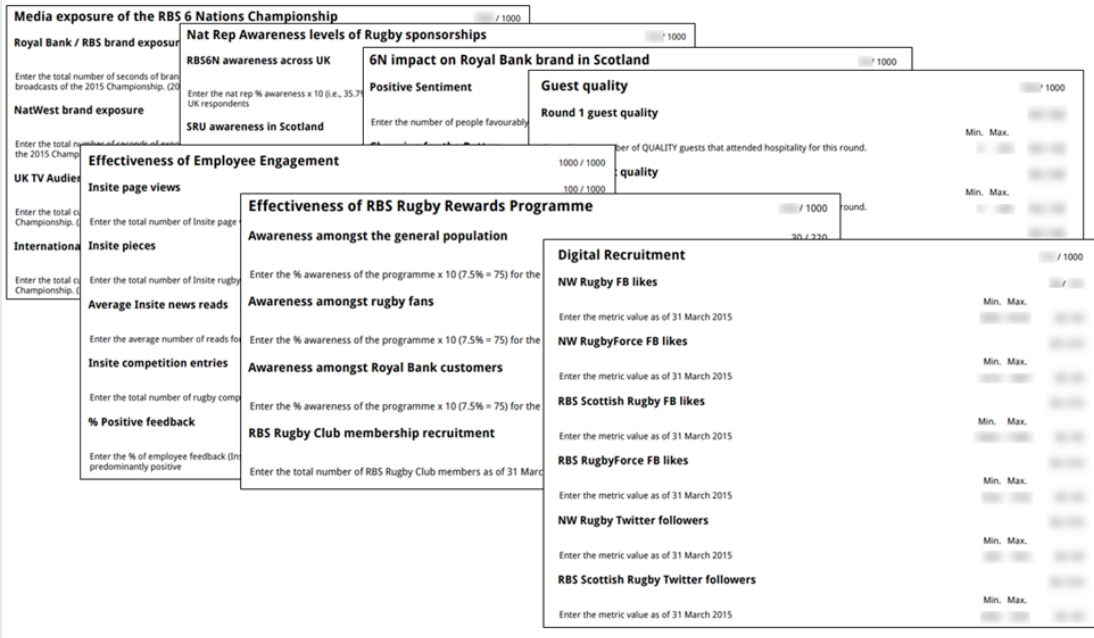 Media exposure of the RBS 6 Nations Championship
/ 1000
Royal Bank / RBS brand
Enter the total number of seconds of
broadcasts of the 2015 Championship.
NatWest brand exposure
Enter the total
the 2015
UK TV
Enter the total
Championship.
Enter the total
Championship.
Nat Rep Awareness levels of Rugby sponsorships
/ 1000
RBS6N awareness across UK
Enter the nat rep % awareness x 10 (i.e.,
UK respondents
SRU awareness in Scotland
6N impact on Royal Bank brand in Scotland
/ 1000
Positive Sentiment
Enter the number of people favourably
Guest quality
/ 1000
Round 1 guest quality
Min. Max.
of QUALITY guests that attended hospitality for this round.
quality
Min. Max.
round.
Effectiveness of Employee Engagement
1000 / 1000
Insite page views
100 / 1000
Enter the total number of Insite page
Insite pieces
Enter the total number of Insite rugby
Average Insite news reads
Enter the average number of reads
Insite competition entries
Enter the total number of rugby
% Positive feedback
Enter the % of employee feedback
predominantly positive
Effectiveness of RBS Rugby Rewards Programme
/ 1000
Awareness amongst the general population
30 / 220
Enter the % awareness of the programme x 10 (7.5% = 75) for the
Awareness amongst rugby fans
Enter the % awareness of the programme x 10 (7.5% = 75) for the
Awareness amongst Royal Bank customers
Enter the % awareness of the programme x 10 (7.5% = 75) for the
RBS Rugby Club membership recruitment
Enter the total number of RBS Rugby Club members as of 31
Digital Recruitment
/ 1000
NW Rugby FB likes
/
Min. Max.
Enter the metric value as of 31 March 2015
NW RugbyForce FB likes
Min. Max.
Enter the metric value as of 31 March 2015
RBS Scottish Rugby FB likes
Min. Max.
Enter the metric value as of 31 March 2015
RBS RugbyForce FB likes
Min. Max.
Enter the metric value as of 31 March 2015
NW Rugby Twitter followers
Min. Max.
Enter the metric value as of 31 March 2015
RBS Scottish Rugby Twitter followers
Min. Max.
Enter the metric value as of 31 March 2015